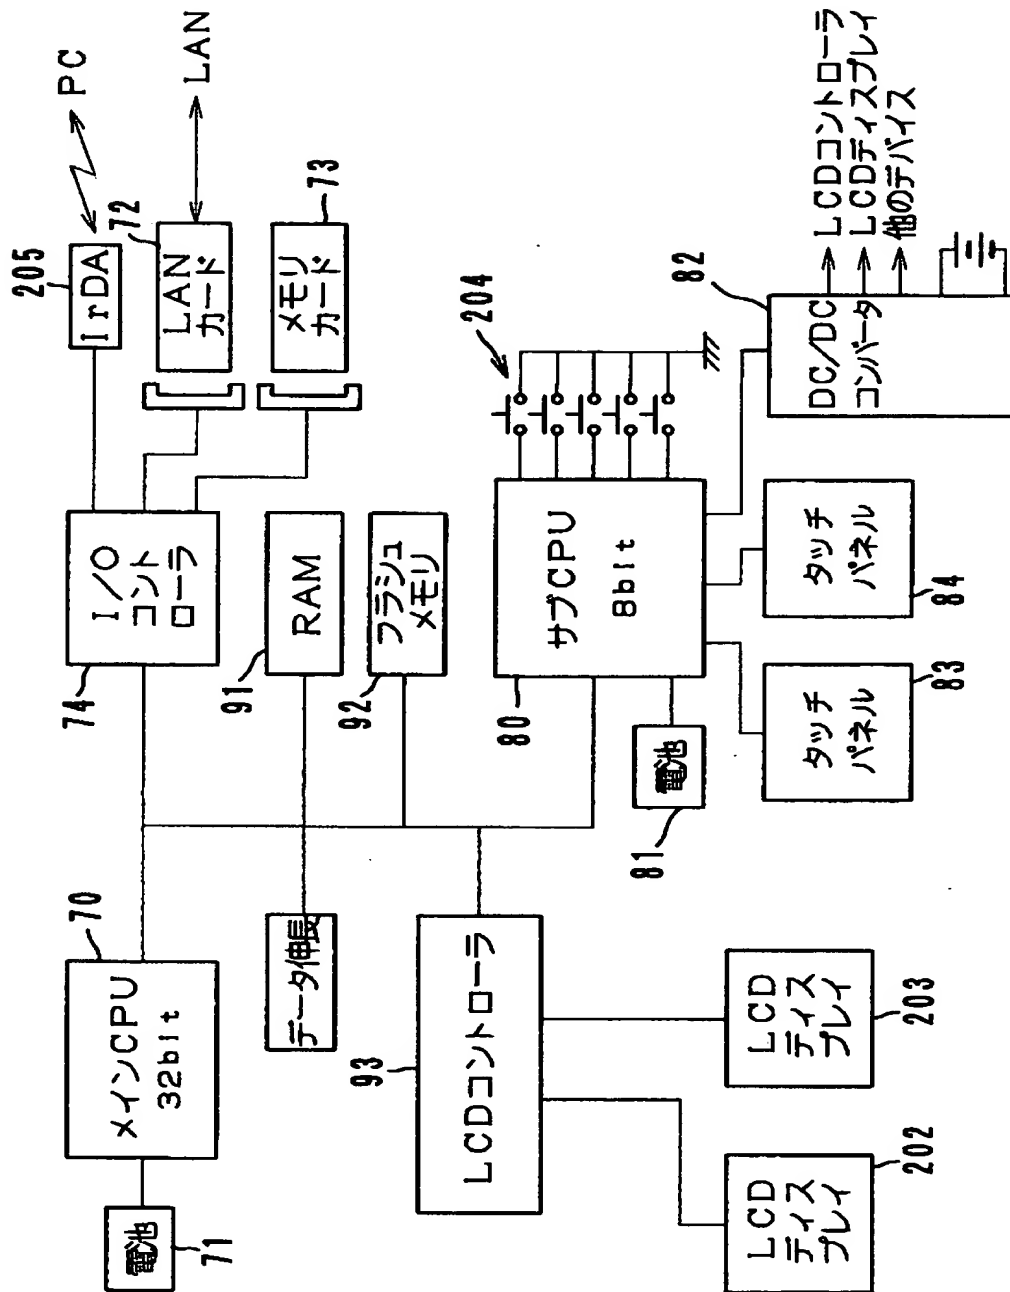 電池
71
メインCPU
32bit
70
I/O
コント
ローラ
74
IrDA
205
PC
LAN
カード
72
LAN
メモリ
カード
73
RAM
91
フラッシュ
メモリ
92
データ伸長
LCDコントローラ
93
サブCPU
8bit
80
204
電池
81
DC/DC
コンバータ
82
LCDコントローラ
LCDディスプレイ
他のデバイス
LCD
ディス
プレイ
202
LCD
ディス
プレイ
203
タッチ
パネル
83
タッチ
パネル
84